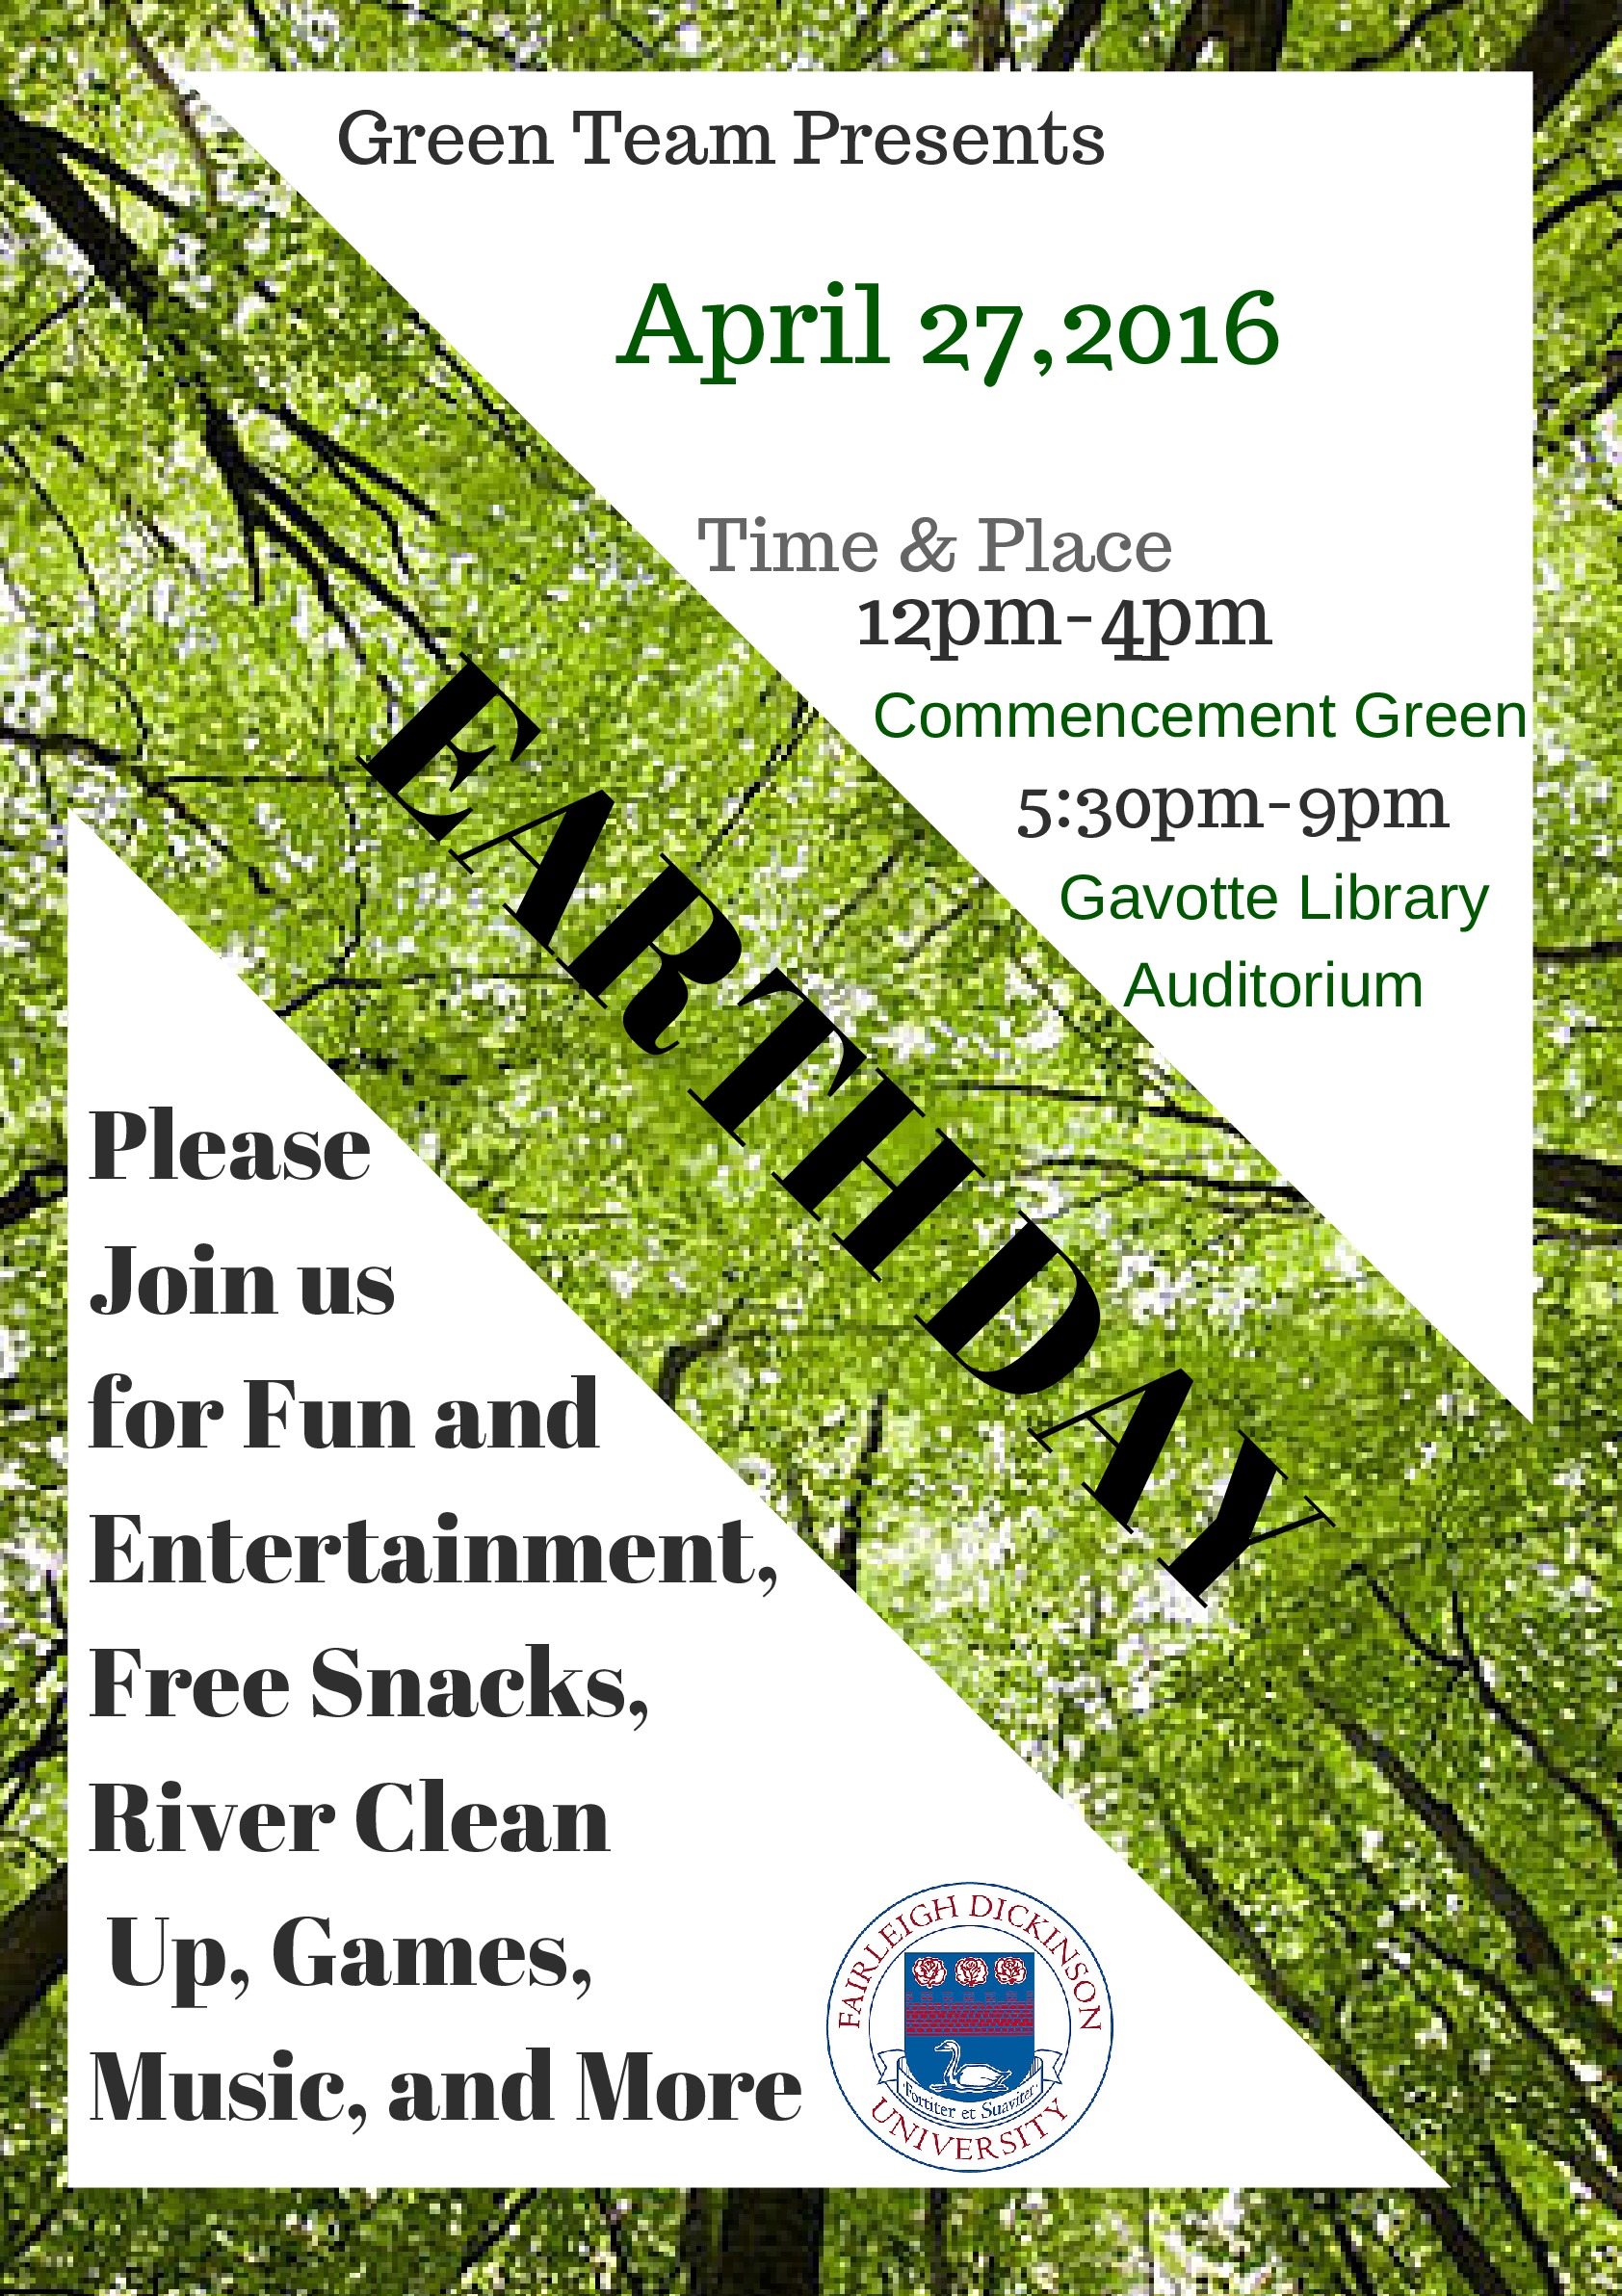 Green Team Presents
April 27,2016
Time & Place
12pm-4pm
Commencement Green
5:30pm-9pm
Gavotte Library
Auditorium
EARTH DAY
Please
Join us
for Fun and
Entertainment,
Free Snacks,
River Clean
Up, Games,
Music, and More
FAIRLEIGH DICKINSON
Fortiter et Suaviter
UNIVERSITY